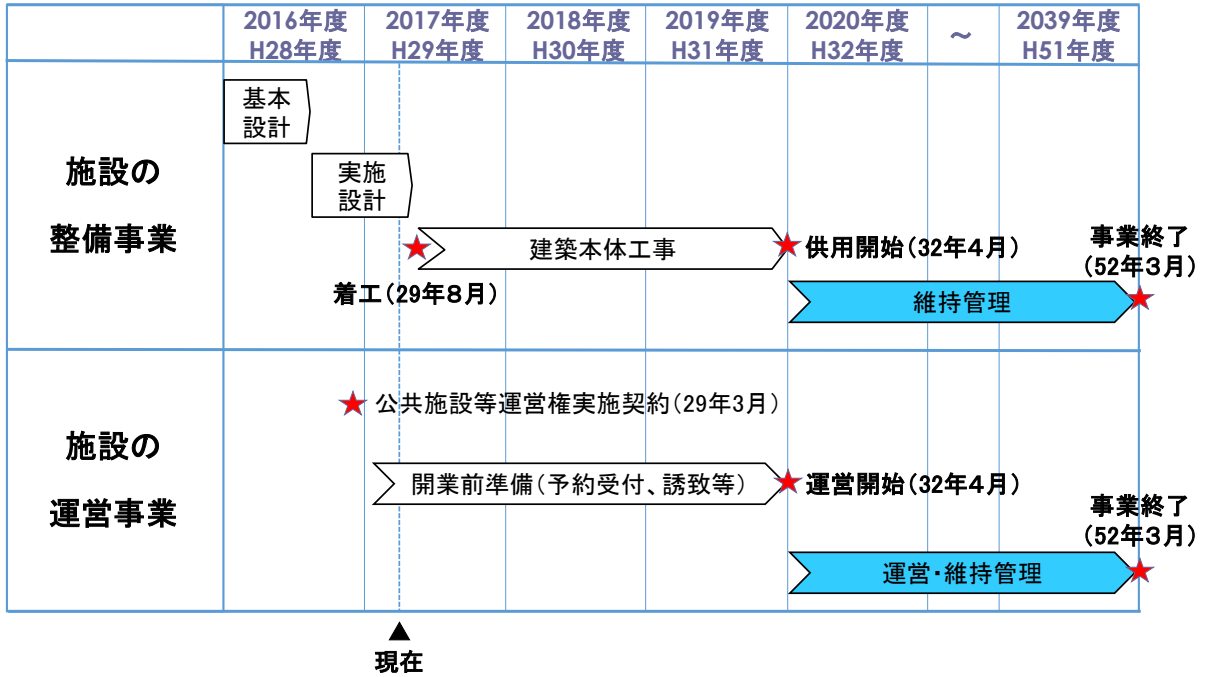 2016年度
H28年度
2017年度
H29年度
2018年度
H30年度
2019年度
H31年度
2020年度
H32年度
～
2039年度
H51年度
施設の
整備事業
基本
設計
実施
設計
建築本体工事
着工(29年８月)
供用開始(32年４月)
事業終了
(52年３月)
維持管理
施設の
運営事業
公共施設等運営権実施契約(29年3月)
開業前準備(予約受付、誘致等)
運営開始(32年４月)
事業終了
(52年３月)
運営・維持管理
▲
現在